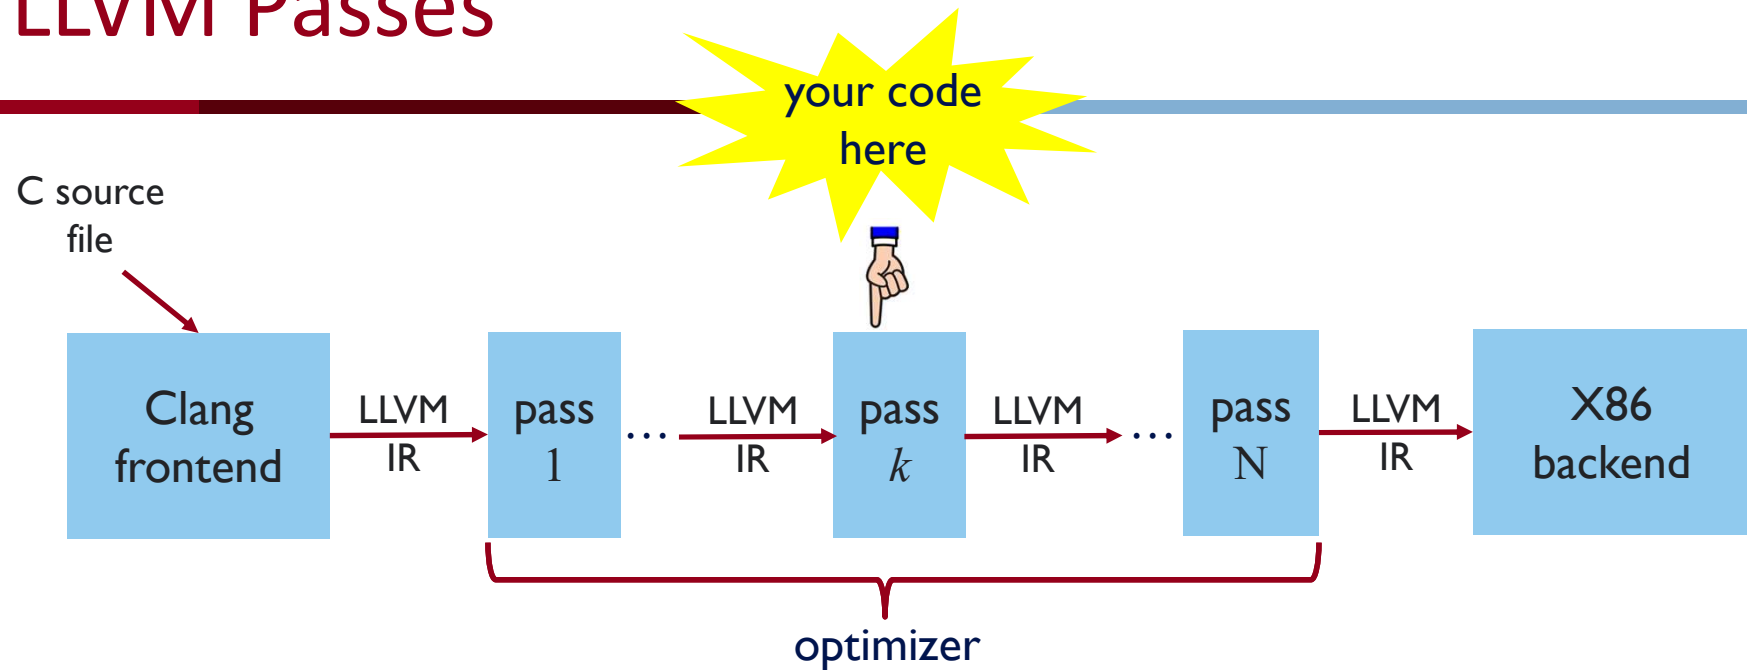 LLVM Passes
your code
here
C source
file
Clang
frontend
LLVM
IR
pass
1
...
LLVM
IR
pass
k
LLVM
IR
...
pass
N
LLVM
IR
X86
backend
optimizer